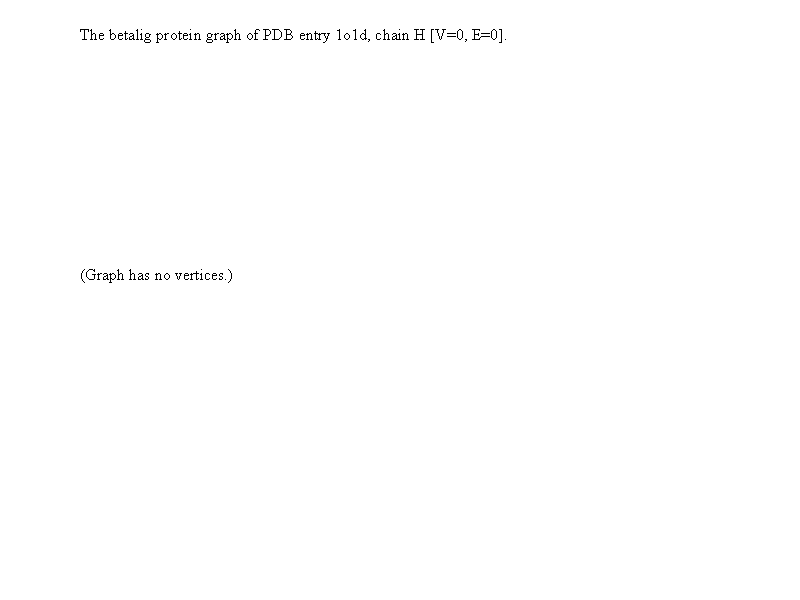 The betalig protein graph of PDB entry 1o1d, chain H [V=0, E=0].
(Graph has no vertices.)